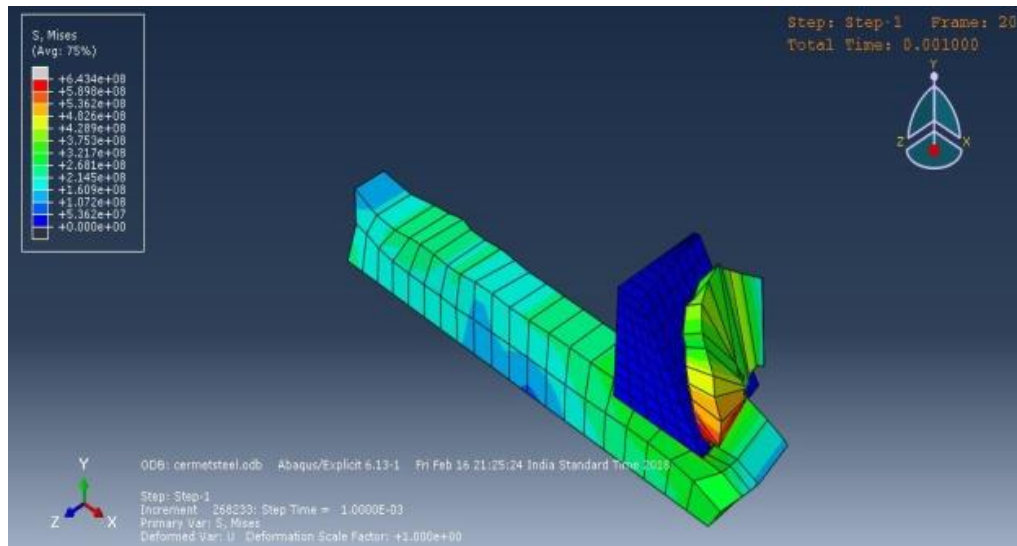 S, Mises
(Avg: 75%)
+6.434e+08
+5.898e+08
+5.362e+08
+4.826e+08
+4.289e+08
+3.753e+08
+3.217e+08
+2.681e+08
+2.145e+08
+1.609e+08
+1.072e+08
+5.362e+07
+0.000e+00
Step: Step-1 Frame: 20
Total Time: 0.001000
Y
Z X
ODB: cermetsteel.odb Abaqus/Explicit 6.13-1 Fri Feb 16 21:25:24 India Standard Time 2018
Y
Z X
Step: Step-1
Increment 268233: Step Time = 1.0000E-03
Primary Var: S, Mises
Deformed Var: U Deformation Scale Factor: +1.000e+00